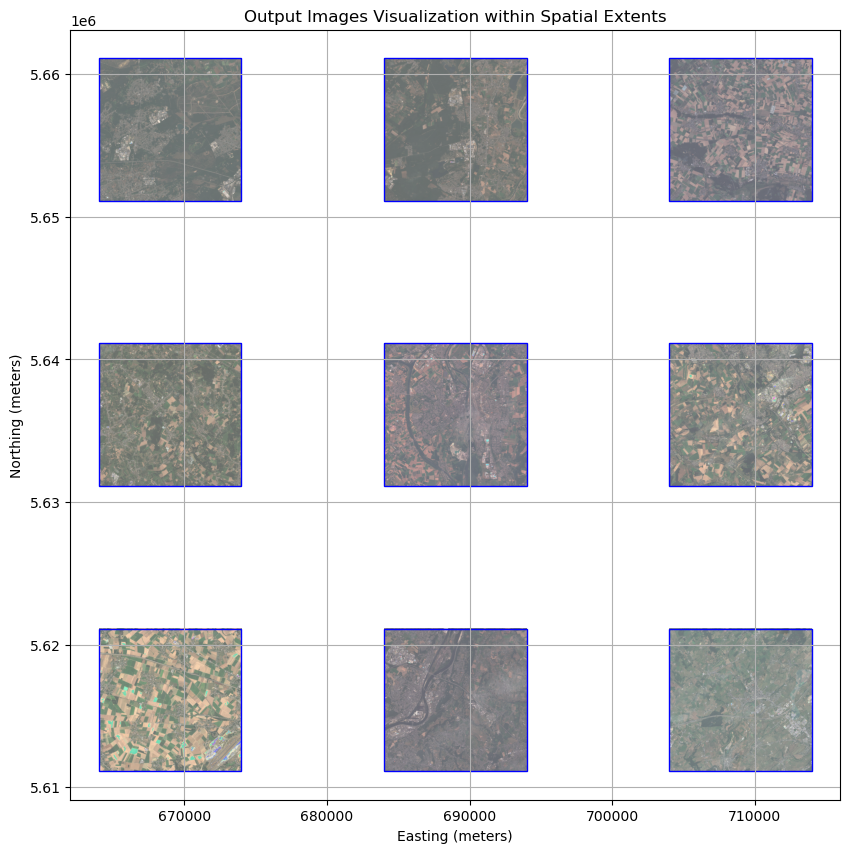 Output Images Visualization within Spatial Extents
1e6
5.66
5.65
5.64
5.63
5.62
5.61
Northing (meters)
670000 680000 690000 700000 710000
Easting (meters)